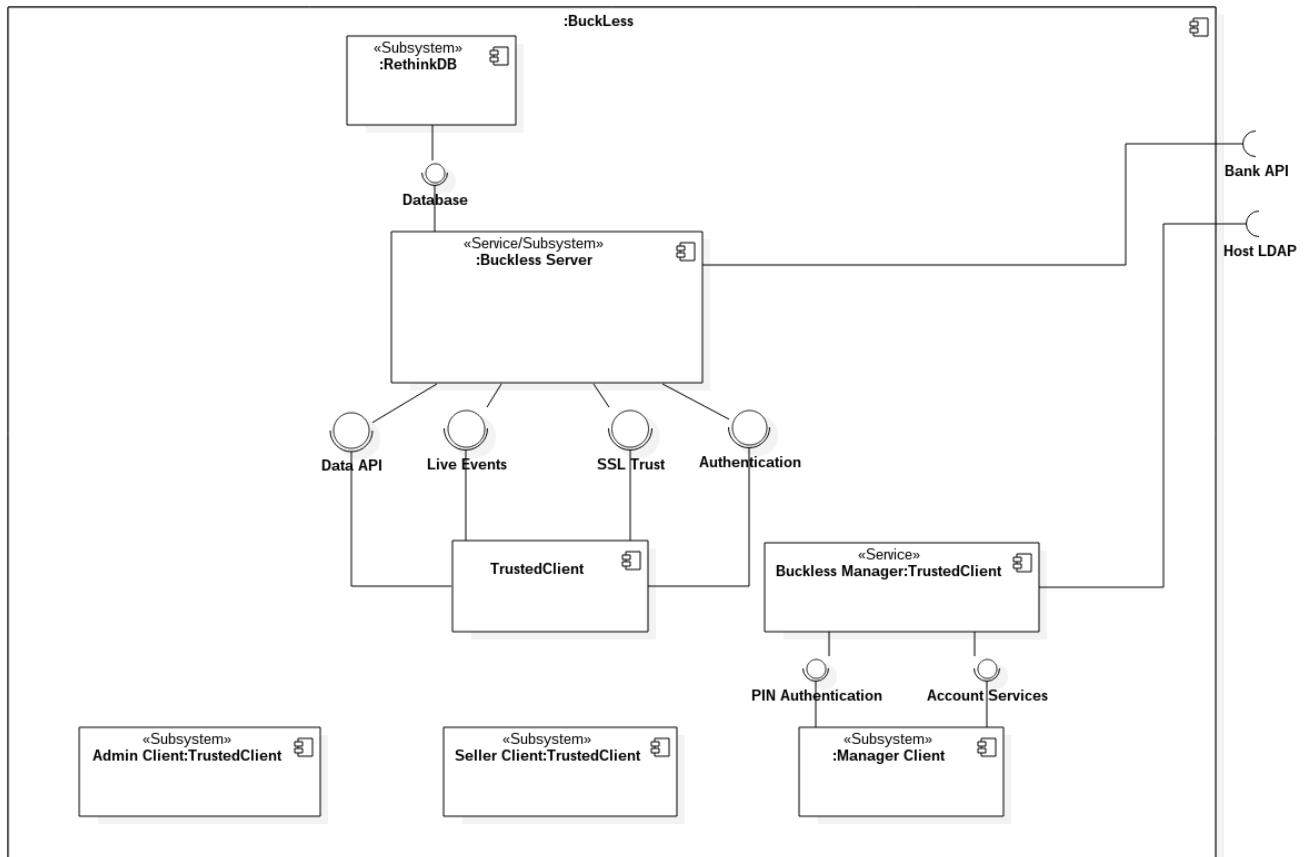 :BuckLess
«Subsystem»
:RethinkDB
Database
Bank API
Host LDAP
«Service/Subsystem»
:Buckless Server
Data API
Live Events
SSL Trust
Authentication
TrustedClient
«Service»
Buckless Manager:TrustedClient
PIN Authentication
Account Services
«Subsystem»
Admin Client:TrustedClient
«Subsystem»
Seller Client:TrustedClient
«Subsystem»
:Manager Client